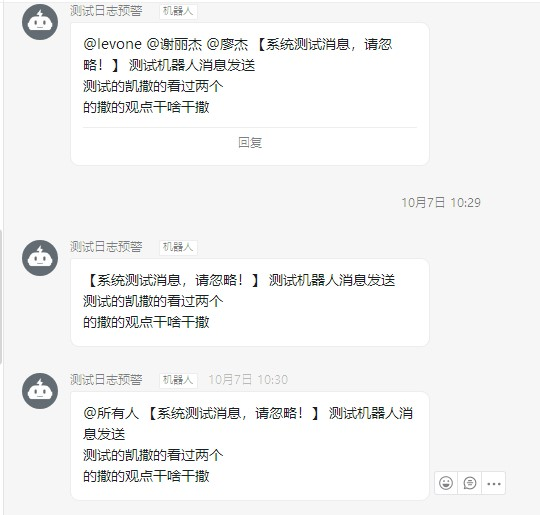 测试日志预警 机器人
@levone @谢丽杰 @廖杰 【系统测试消息，请忽
略！】 测试机器人消息发送
测试的凯撒的看过两个
的撒的观点干啥干撒
回复
10月7日 10:29
测试日志预警 机器人
【系统测试消息，请忽略！】 测试机器人消息发送
测试的凯撒的看过两个
的撒的观点干啥干撒
测试日志预警 机器人 10月7日 10:30
@所有人 【系统测试消息，请忽略！】 测试机器人消
息发送
测试的凯撒的看过两个
的撒的观点干啥干撒